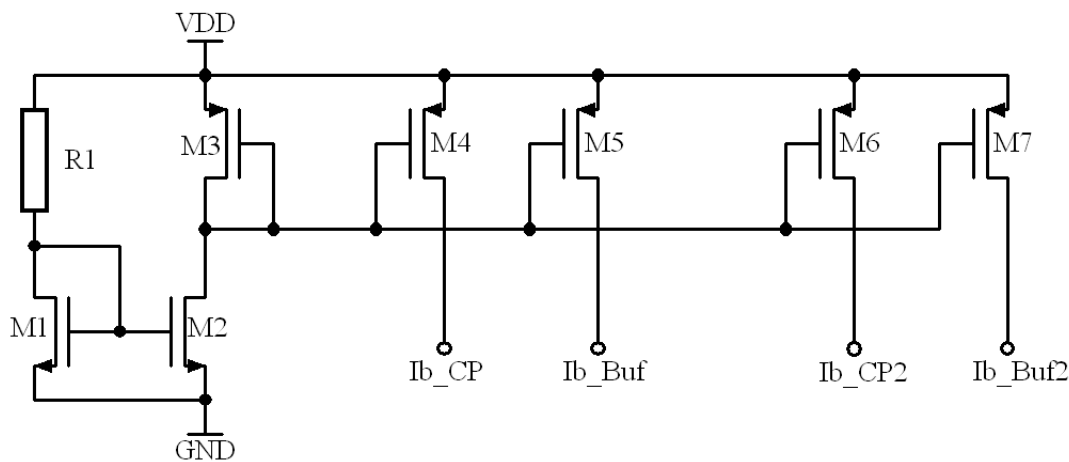 VDD
R1
M3
M4
M5
M6
M7
M1
M2
Ib_CP
Ib_Buf
Ib_CP2
Ib_Buf2
GND